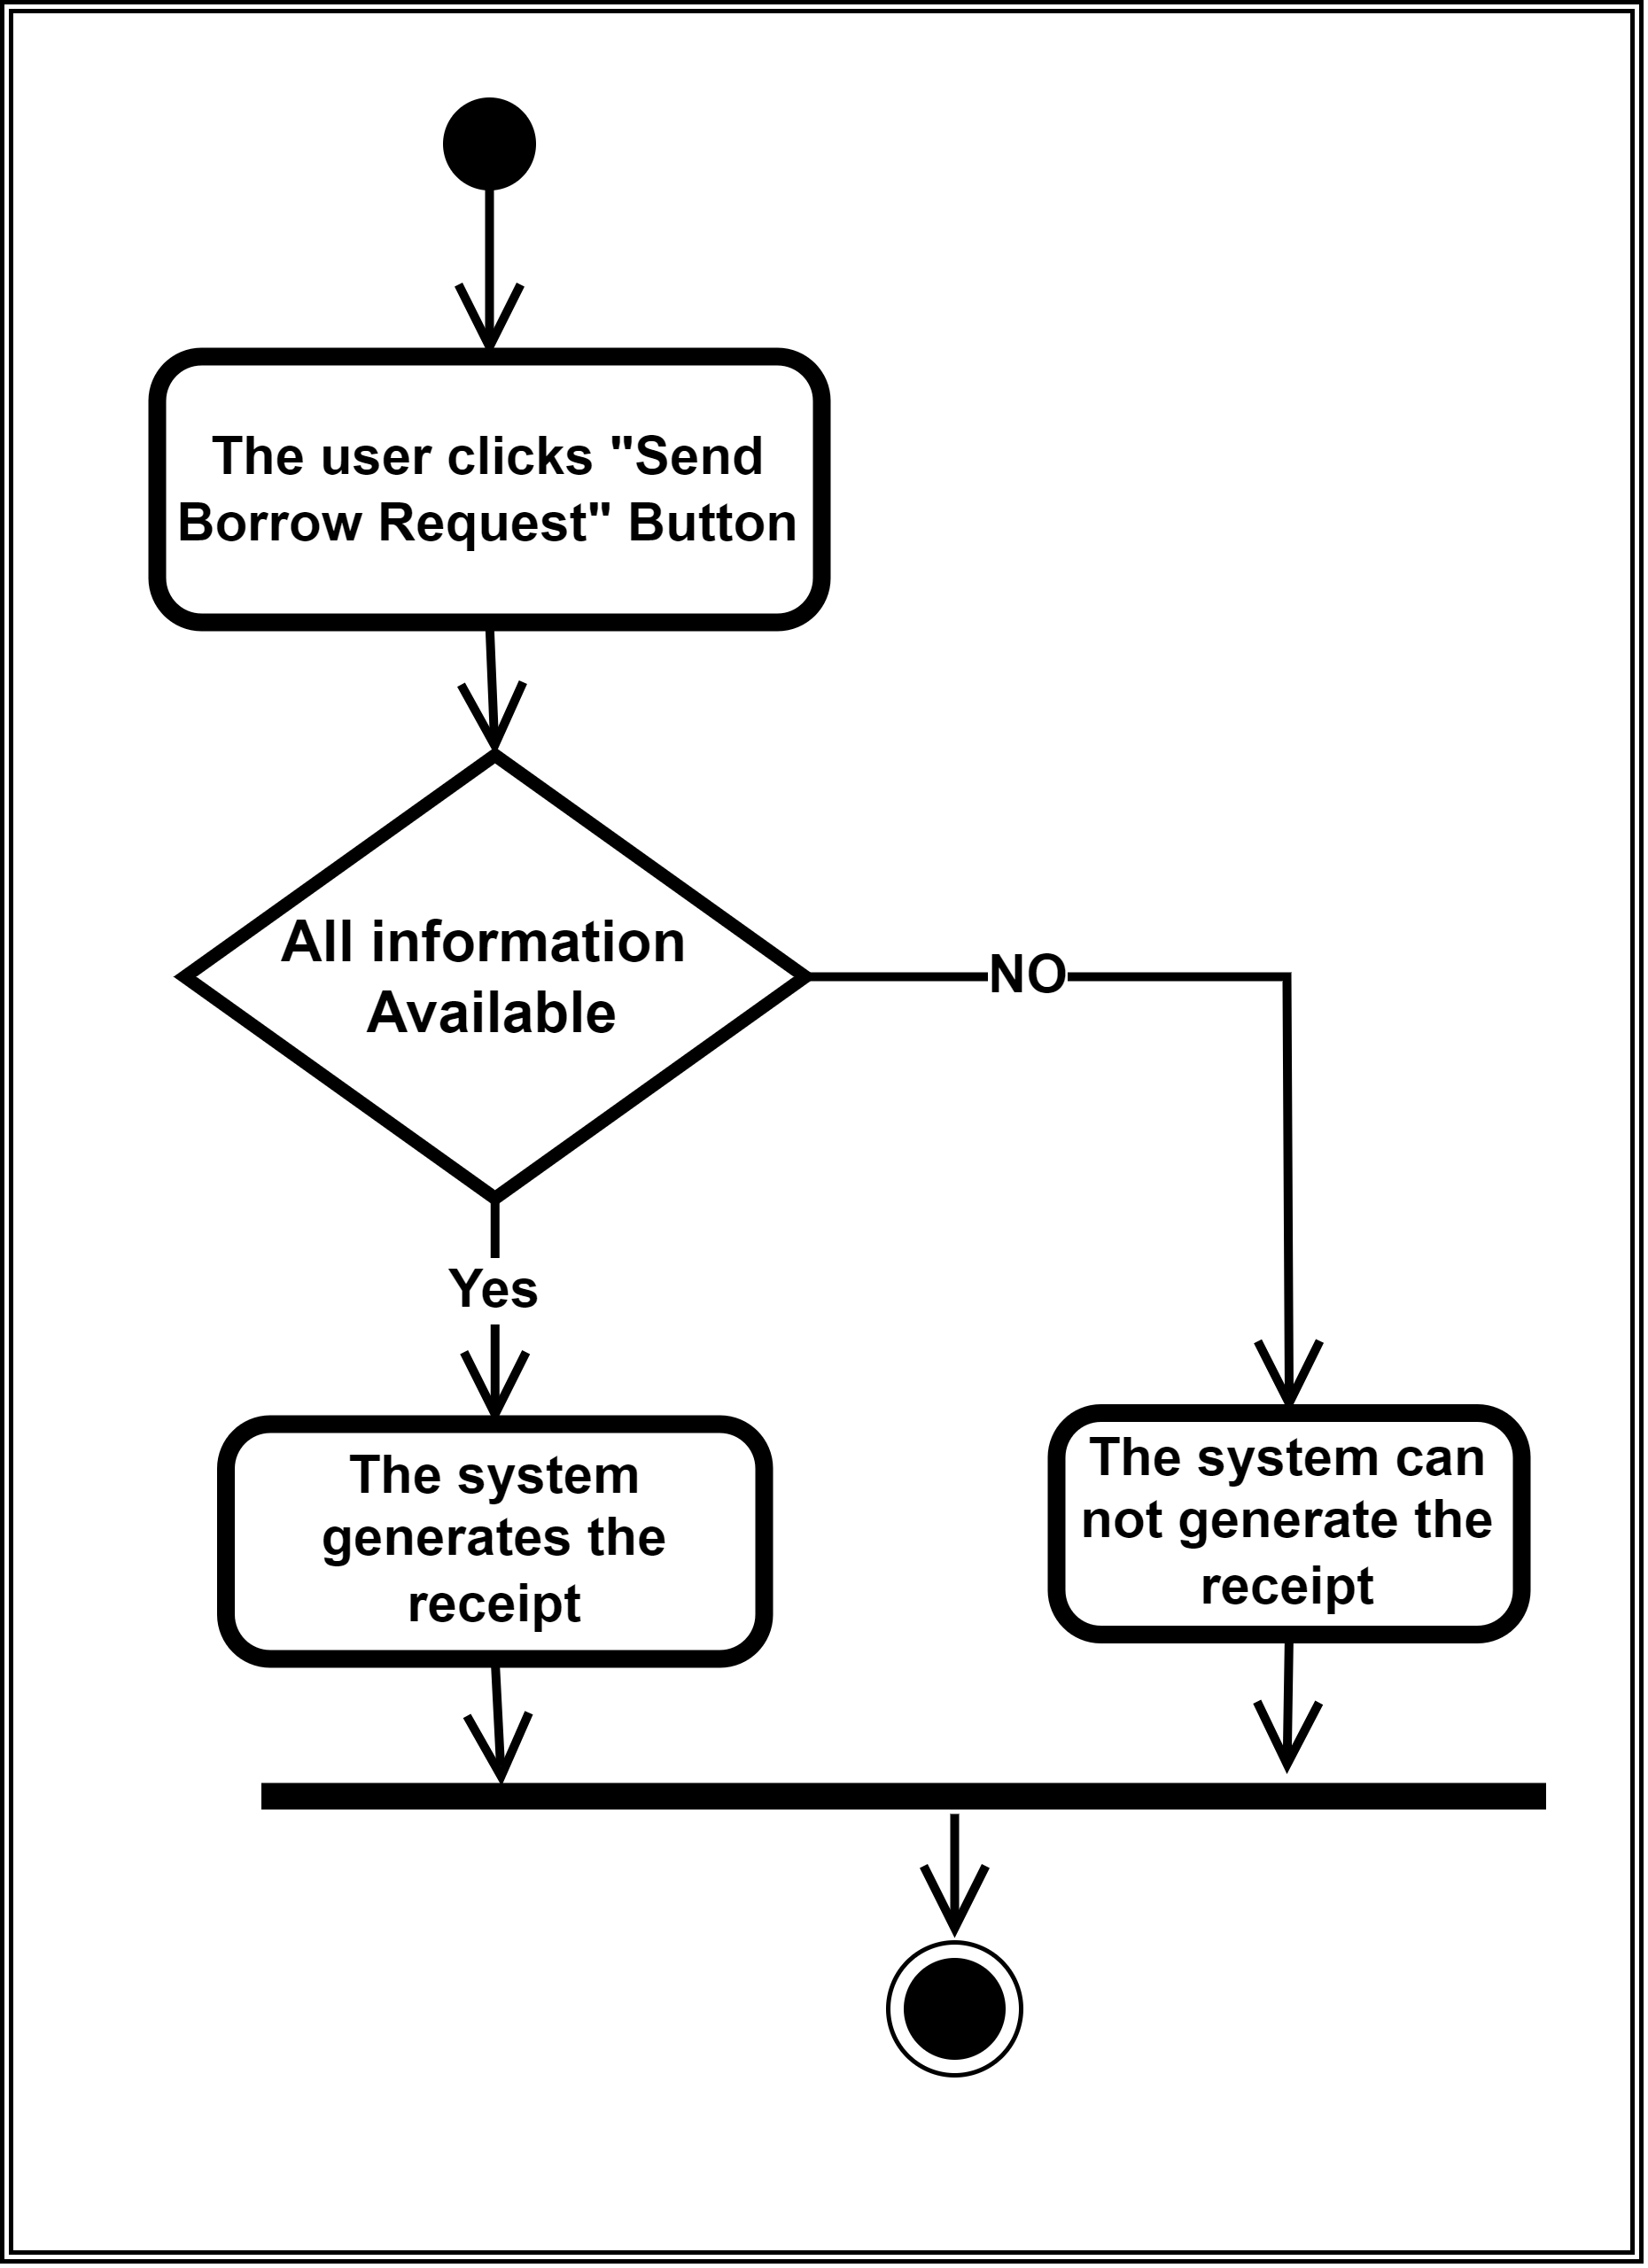 The user clicks "Send
Borrow Request" Button
All information
Available
NO
Yes
The system
generates the
receipt
The system can
not generate the
receipt